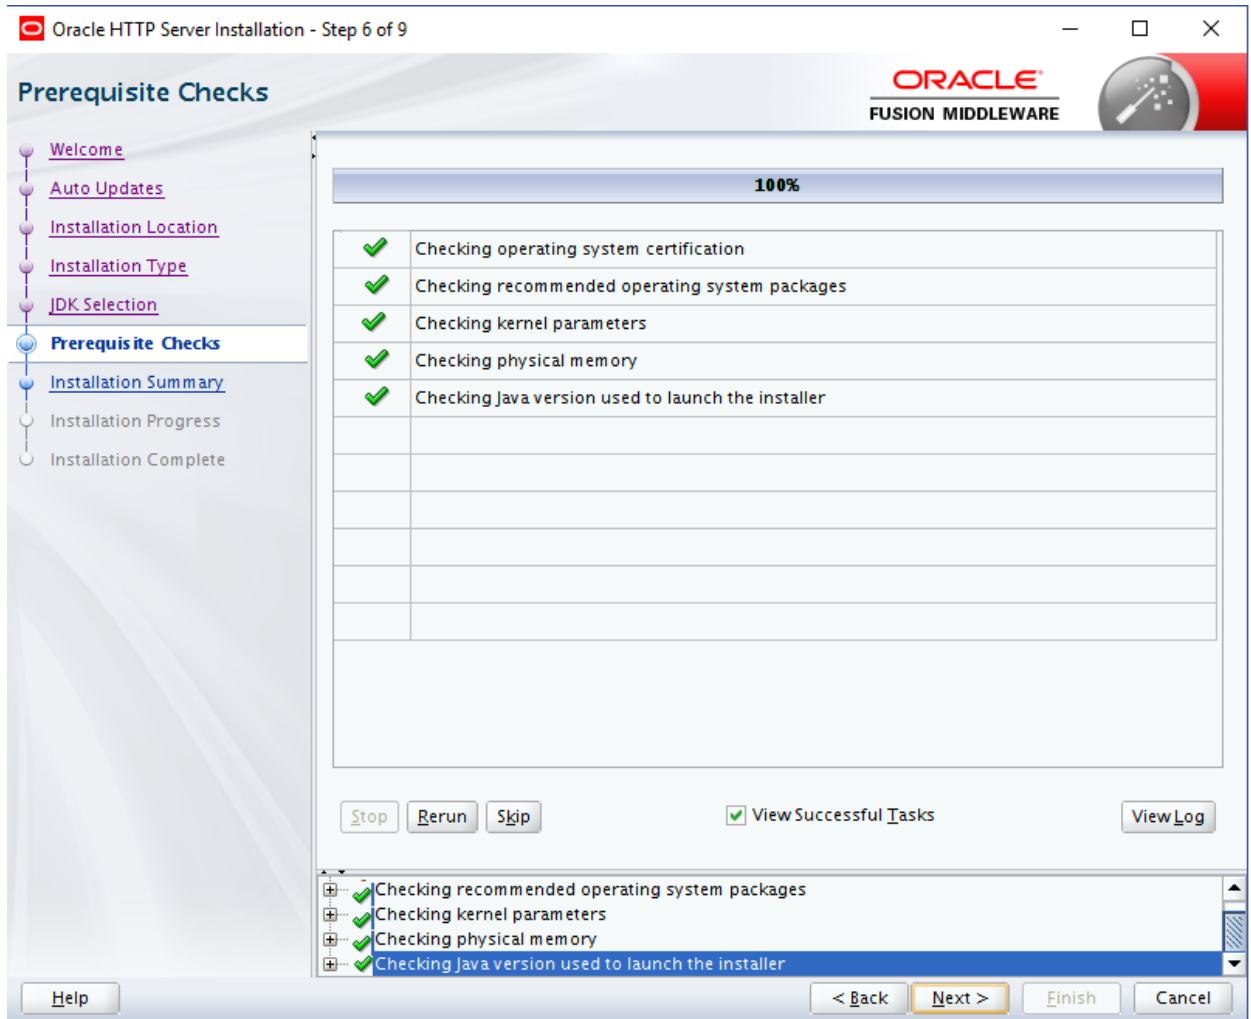 Oracle HTTP Server Installation - Step 6 of 9
Prerequisite Checks
ORACLE
FUSION MIDDLEWARE
Welcome
Auto Updates
Installation Location
Installation Type
JDK Selection
Prerequisite Checks
Installation Summary
Installation Progress
Installation Complete
100%
Checking operating system certification
Checking recommended operating system packages
Checking kernel parameters
Checking physical memory
Checking Java version used to launch the installer
Stop Rerun Skip View Successful Tasks View Log
Checking recommended operating system packages
Checking kernel parameters
Checking physical memory
Checking Java version used to launch the installer
Help < Back Next > Finish Cancel